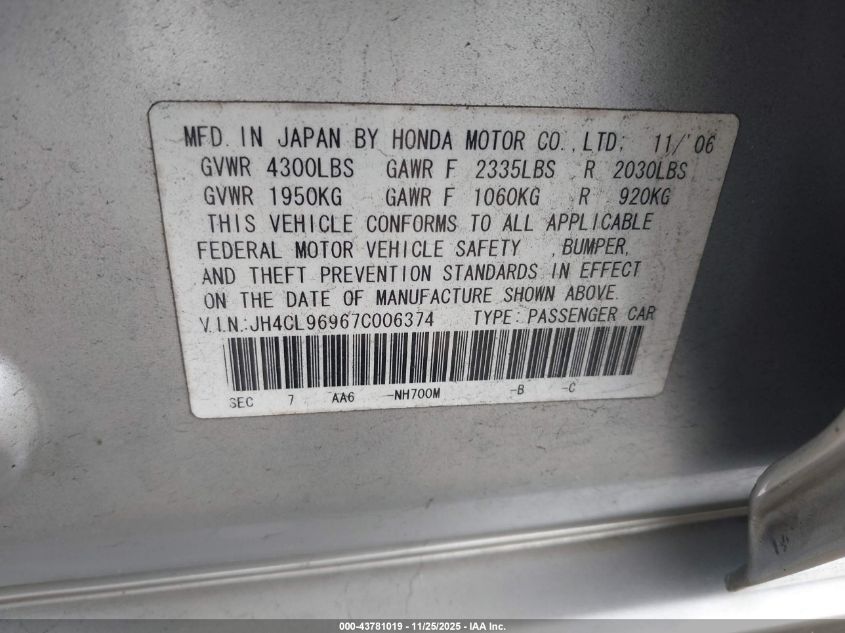 MFD. IN JAPAN BY HONDA MOTOR CO.,LTD. 11/'06
GVWR 4300LBS GAWR F 2335LBS R 2030LBS
GVWR 1950KG GAWR F 1060KG R 920KG
THIS VEHICLE CONFORMS TO ALL APPLICABLE
FEDERAL MOTOR VEHICLE SAFETY ,BUMPER,
AND THEFT PREVENTION STANDARDS IN EFFECT
ON THE DATE OF MANUFACTURE SHOWN ABOVE.
V.I.N.:JH4CL96967C006374 TYPE:PASSENGER CAR
SEC 7 AA6 -NH700M -B -C
000-43781019 - 11/25/2025 - IAA Inc.